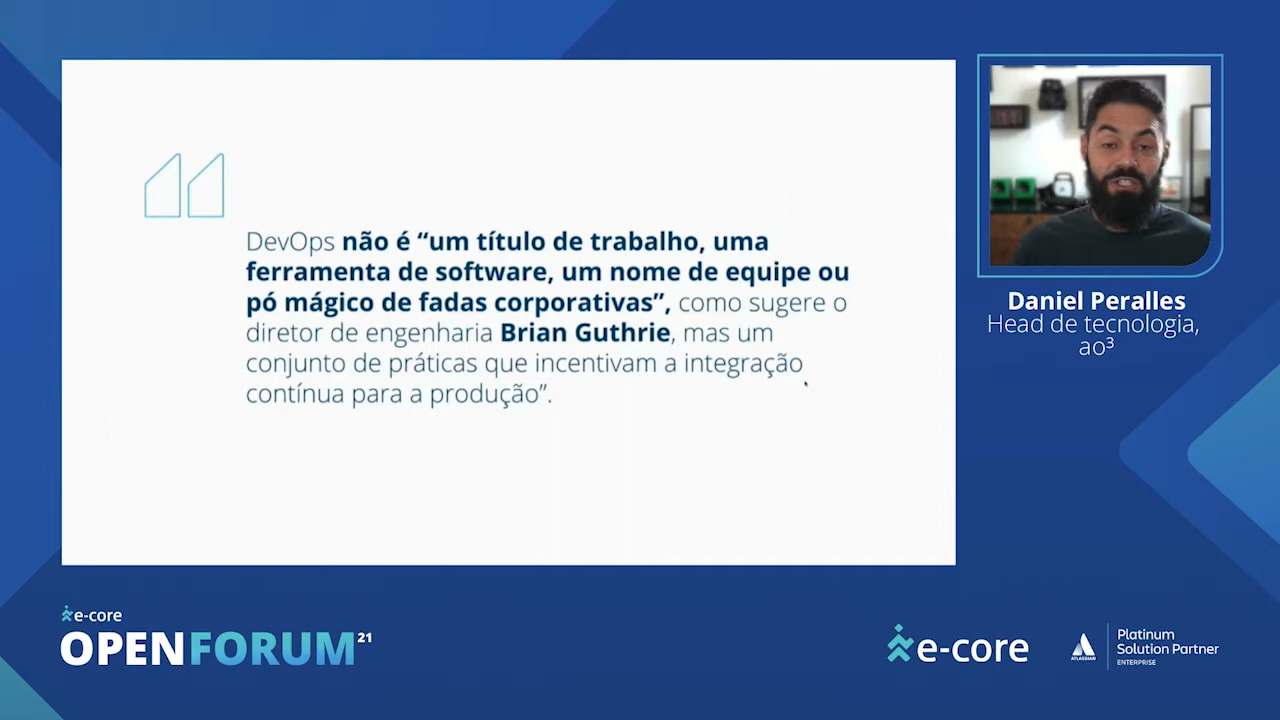 DevOps não é “um título de trabalho, uma
ferramenta de software, um nome de equipe ou
pó mágico de fadas corporativas”, como sugere o
diretor de engenharia Brian Guthrie, mas um
conjunto de práticas que incentivam a integração
contínua para a produção”.
Daniel Peralles
Head de tecnologia,
ao³
e-core
OPENFORUM²¹
e-core
ATLASSIAN
Platinum
Solution Partner
ENTERPRISE